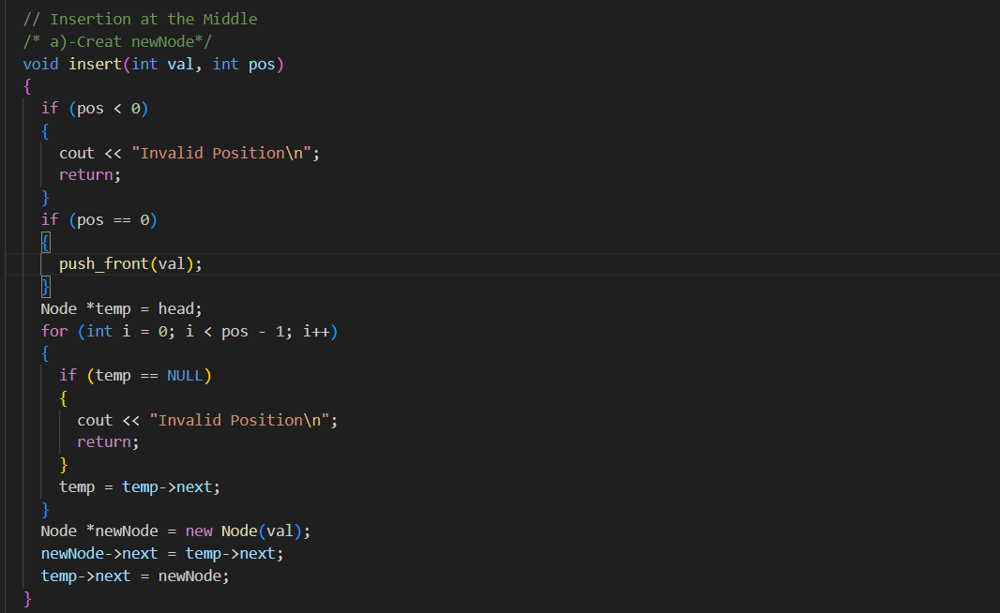 // Insertion at the Middle
/* a)-Creat newNode*/
void insert(int val, int pos)
{
  if (pos < 0)
  {
    cout << "Invalid Position\n";
    return;
  }
  if (pos == 0)
  {
    push_front(val);
  }
  Node *temp = head;
  for (int i = 0; i < pos - 1; i++)
  {
    if (temp == NULL)
    {
      cout << "Invalid Position\n";
      return;
    }
    temp = temp->next;
  }
  Node *newNode = new Node(val);
  newNode->next = temp->next;
  temp->next = newNode;
}